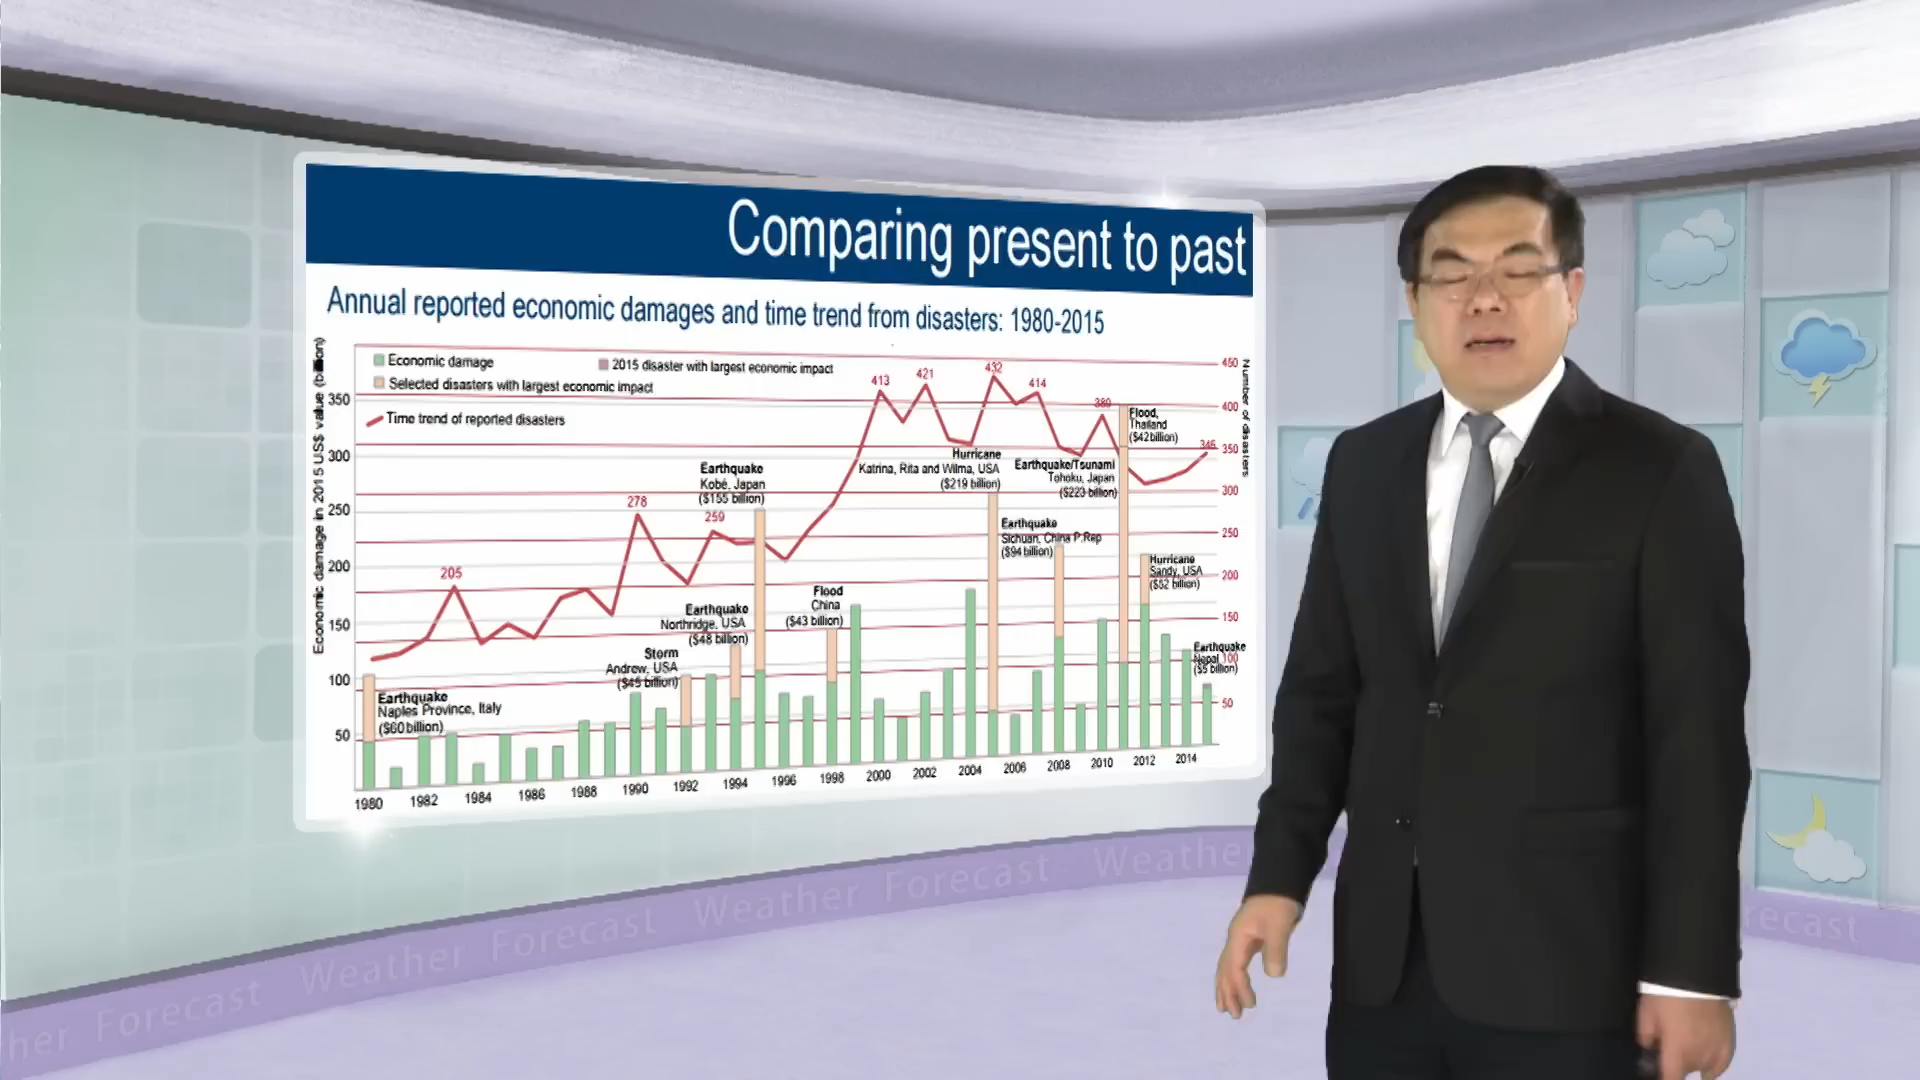 Comparing present to past
Annual reported economic damages and time trend from disasters: 1980-2015
Economic damage
2015 disaster with largest economic impact
Selected disasters with largest economic impact
Time trend of reported disasters
Economic damage in 2015 US$ value
350
300
250
200
150
100
50
Number of disasters
450
400
350
300
250
200
150
100
50
205
278
259
413
421
432
414
389
346
Earthquake
Naples Province, Italy
($60 billion)
Storm
Andrew, USA
($45 billion)
Earthquake
Northridge, USA
($48 billion)
Earthquake
Kobé, Japan
($155 billion)
Flood
China
($43 billion)
Hurricane
Katrina, Rita and Wilma, USA
($219 billion)
Earthquake
Sichuan, China P.Rep
($94 billion)
Earthquake/Tsunami
Tohoku, Japan
($223 billion)
Flood,
Thailand
($42 billion)
Hurricane
Sandy, USA
($52 billion)
Earthquake
Nepal
($5 billion)
1980
1982
1984
1986
1988
1990
1992
1994
1996
1998
2000
2002
2004
2006
2008
2010
2012
2014
her Forecast Weather Forecast Weather Forecast Weather
recast